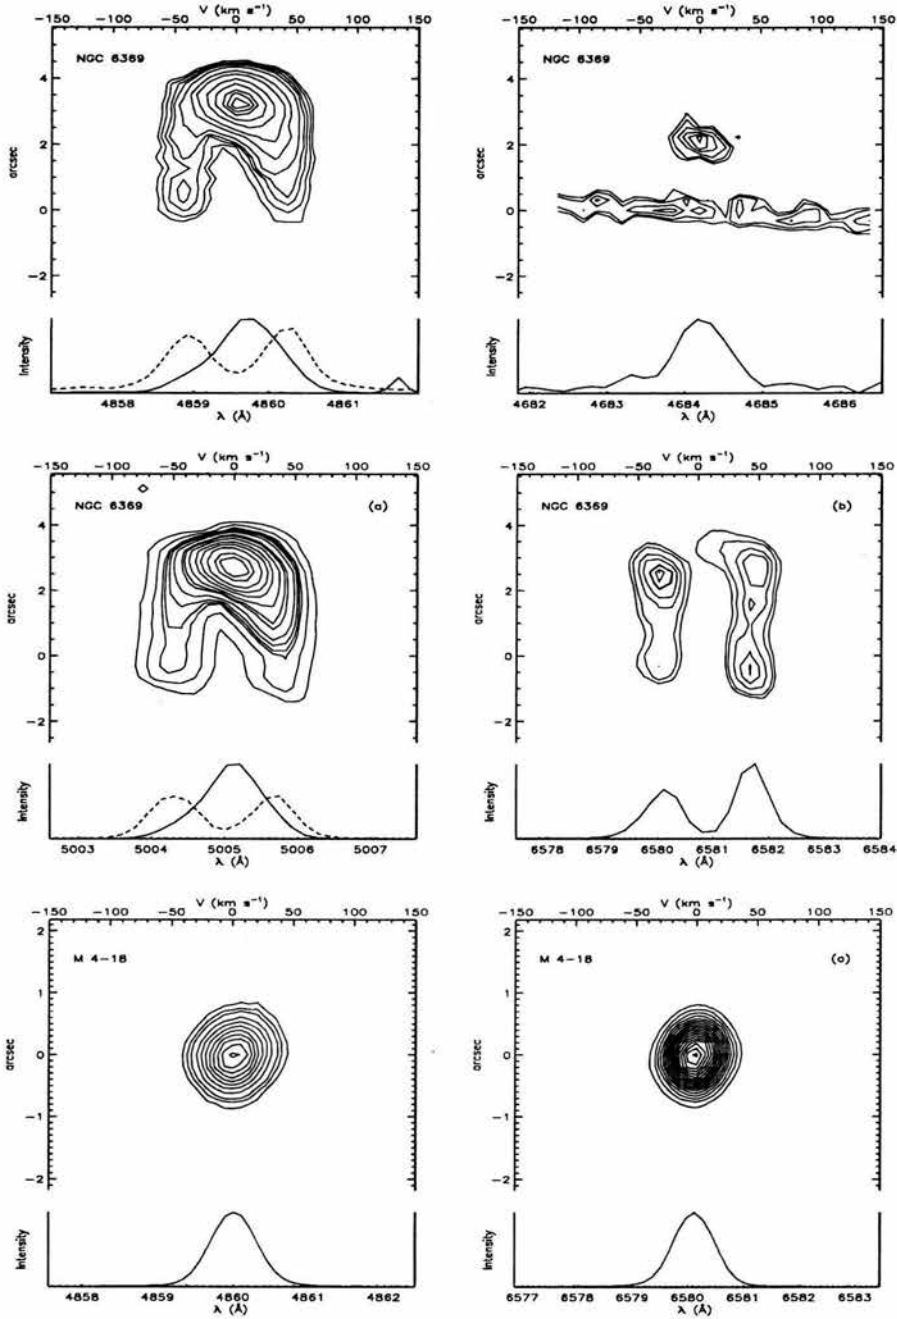 V (km s⁻¹)
V (km s⁻¹)
−150 −100 −50 0 50 100 150
−150 −100 −50 0 50 100 150
NGC 6369
NGC 6369
4
2
0
−2
arcsec
4
2
0
−2
arcsec
Intensity
Intensity
4858 4859 4860 4861
4682 4683 4684 4685 4686
λ (Å)
λ (Å)
V (km s⁻¹)
V (km s⁻¹)
−150 −100 −50 0 50 100 150
−150 −100 −50 0 50 100 150
NGC 6369 (a)
NGC 6369 (b)
4
2
0
−2
arcsec
4
2
0
−2
arcsec
Intensity
Intensity
5003 5004 5005 5006 5007
6578 6579 6580 6581 6582 6583 6584
λ (Å)
λ (Å)
V (km s⁻¹)
V (km s⁻¹)
−150 −100 −50 0 50 100 150
−150 −100 −50 0 50 100 150
M 4−18
M 4−18 (c)
2
1
0
−1
−2
arcsec
2
1
0
−1
−2
arcsec
Intensity
Intensity
4858 4859 4860 4861 4862
6577 6578 6579 6580 6581 6582 6583
λ (Å)
λ (Å)